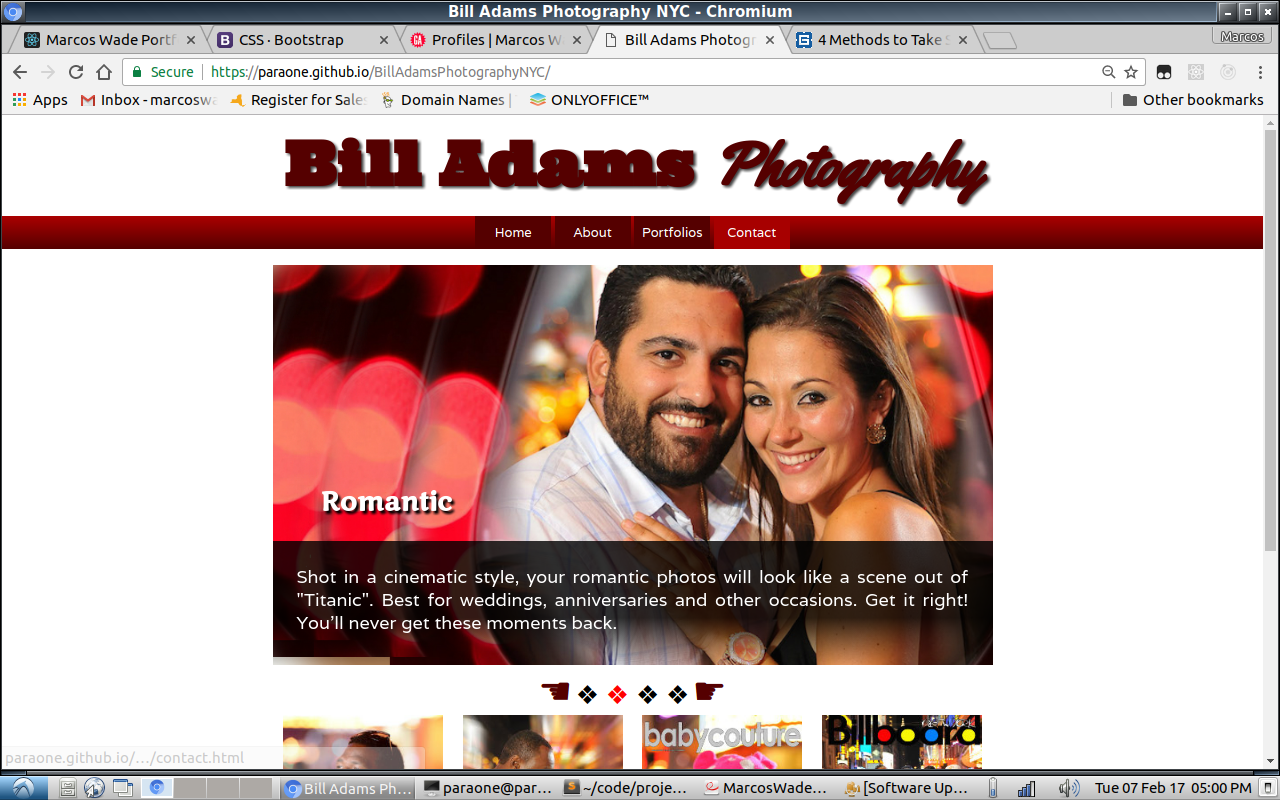 Bill Adams Photography NYC - Chromium
Marcos Wade Portf
CSS · Bootstrap
Profiles | Marcos W
Bill Adams Photogr
4 Methods to Take S
Marcos
Secure
https://paraone.github.io/BillAdamsPhotographyNYC/
Apps
Inbox - marcoswa
Register for Sales
Domain Names |
ONLYOFFICE™
Other bookmarks
Bill Adams Photography
Home
About
Portfolios
Contact
Romantic
Shot in a cinematic style, your romantic photos will look like a scene out of
"Titanic". Best for weddings, anniversaries and other occasions. Get it right!
You'll never get these moments back.
babycouture
Billboard
paraone.github.io/…/contact.html
Bill Adams Ph...
paraone@par...
~/code/proje...
MarcosWade...
[Software Up...
Tue 07 Feb 17 05:00 PM